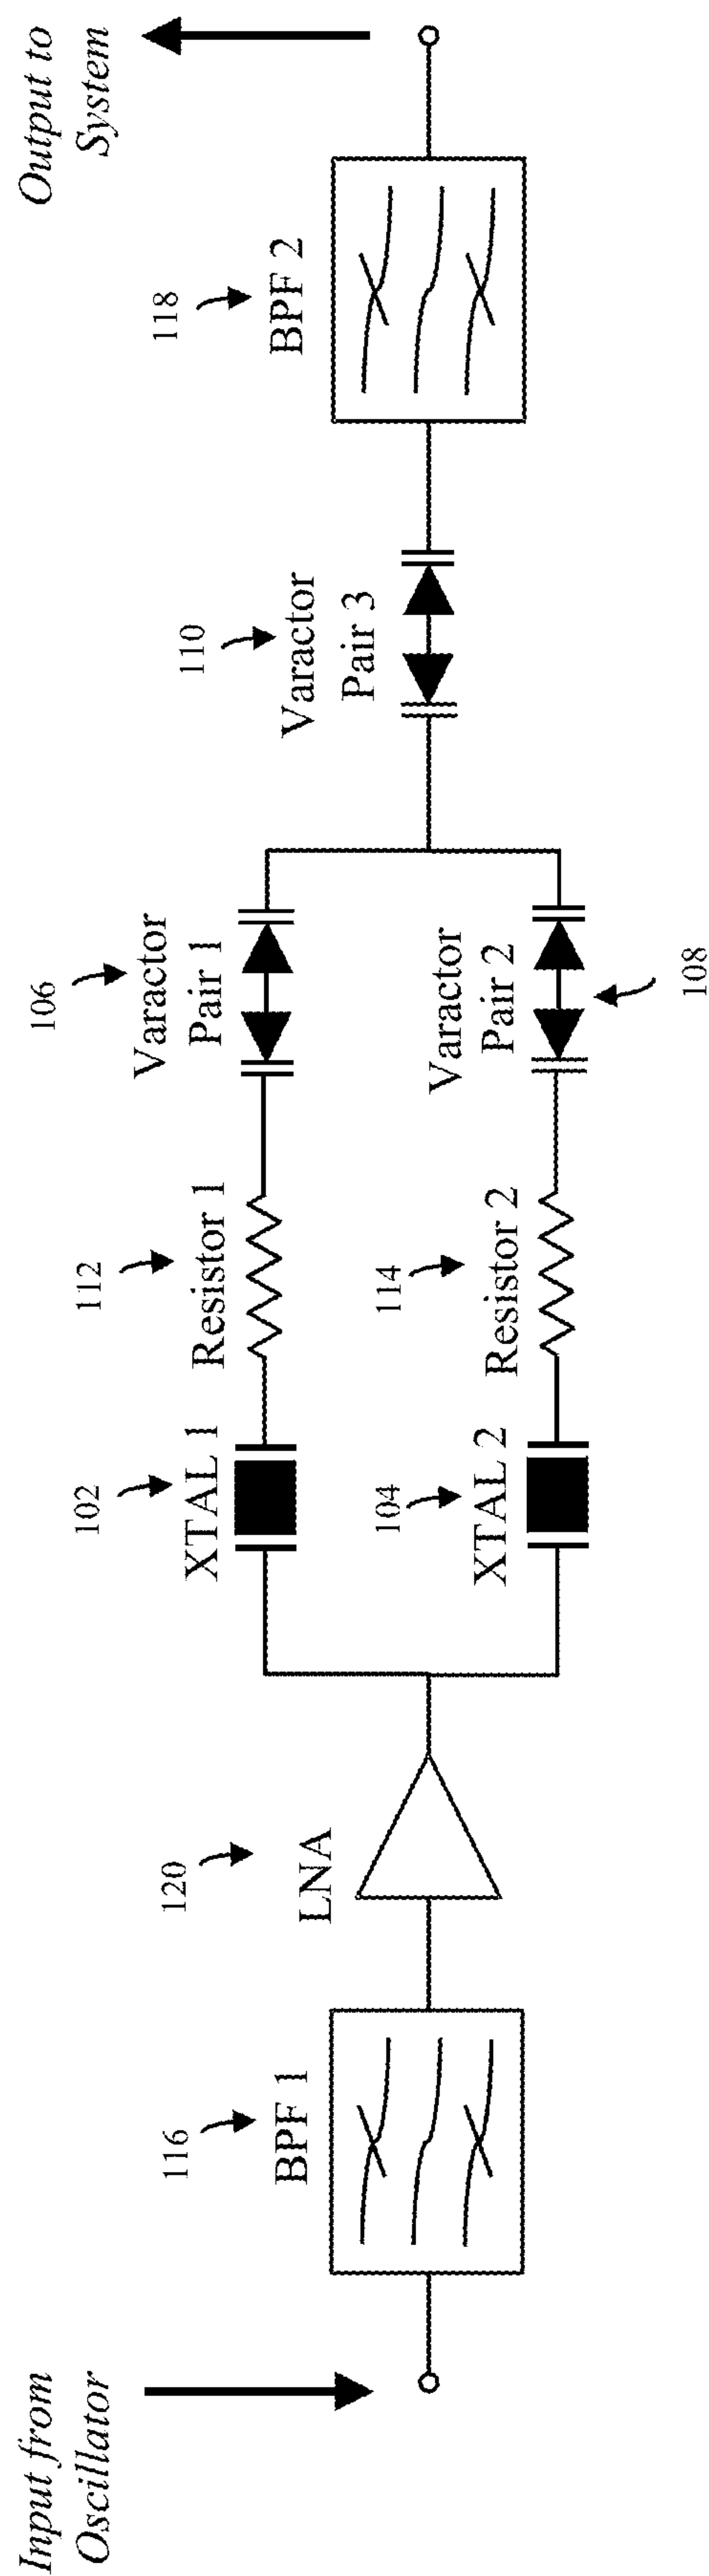 Input from
Oscillator
116
BPF 1
120
LNA
102
XTAL 1
112
Resistor 1
106
Varactor
Pair 1
104
XTAL 2
114
Resistor 2
Varactor
Pair 2
108
110
Varactor
Pair 3
118
BPF 2
Output to
System